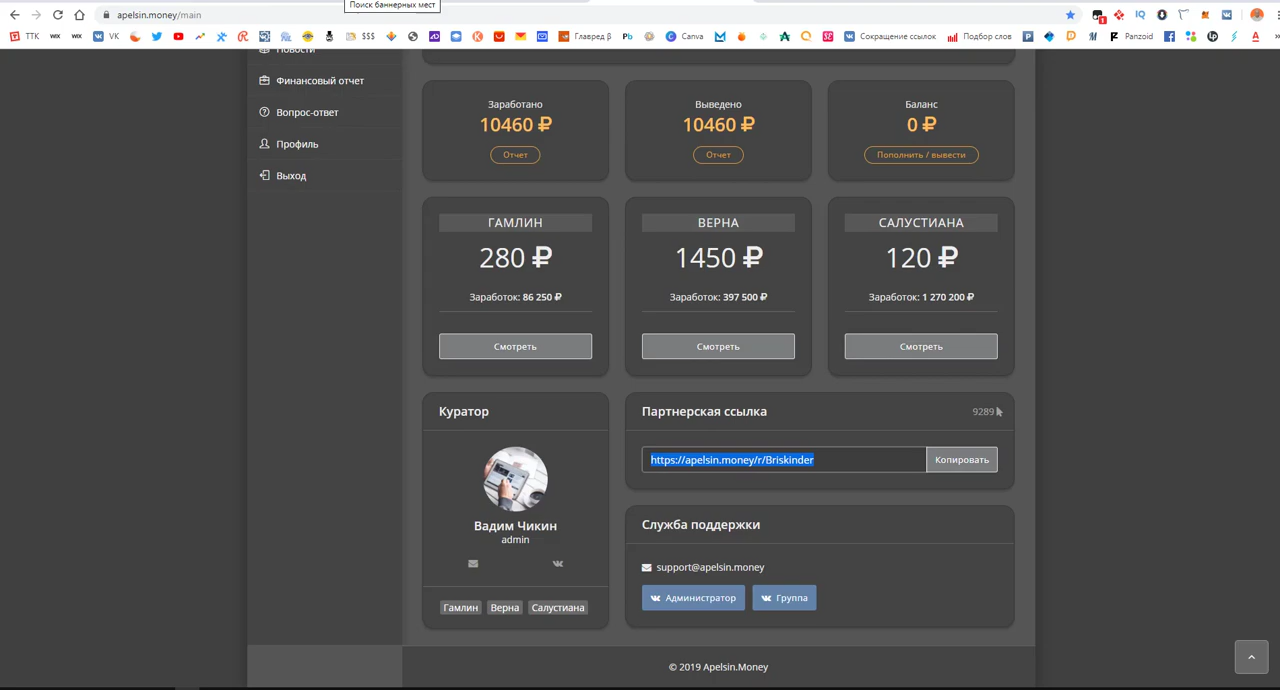 Поиск баннерных мест
apelsin.money/main
ТТК
VK
$$$
Главред β
Canva
Сокращение ссылок
Подбор слов
Panzoid
Новости
Финансовый отчет
Вопрос-ответ
Профиль
Выход
Заработано
10460 ₽
Отчет
Выведено
10460 ₽
Отчет
Баланс
0 ₽
Пополнить / вывести
ГАМЛИН
280 ₽
Заработок: 86 250 ₽
Смотреть
ВЕРНА
1450 ₽
Заработок: 397 500 ₽
Смотреть
САЛУСТИАНА
120 ₽
Заработок: 1 270 200 ₽
Смотреть
Куратор
Вадим Чикин
admin
Гамлин Верна Салустиана
Партнерская ссылка
9289
https://apelsin.money/r/Briskinder
Копировать
Служба поддержки
support@apelsin.money
Администратор
Группа
© 2019 Apelsin.Money